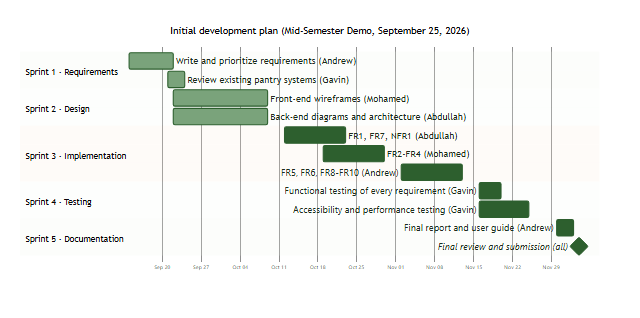 Initial development plan (Mid-Semester Demo, September 25, 2026)
Sprint 1 - Requirements
Write and prioritize requirements (Andrew)
Review existing pantry systems (Gavin)
Sprint 2 - Design
Front-end wireframes (Mohamed)
Back-end diagrams and architecture (Abdullah)
Sprint 3 - Implementation
FR1, FR7, NFR1 (Abdullah)
FR2-FR4 (Mohamed)
FR5, FR6, FR8-FR10 (Andrew)
Sprint 4 - Testing
Functional testing of every requirement (Gavin)
Accessibility and performance testing (Gavin)
Sprint 5 - Documentation
Final report and user guide (Andrew)
Final review and submission (all)
Sep 20 Sep 27 Oct 04 Oct 11 Oct 18 Oct 25 Nov 01 Nov 08 Nov 15 Nov 22 Nov 29